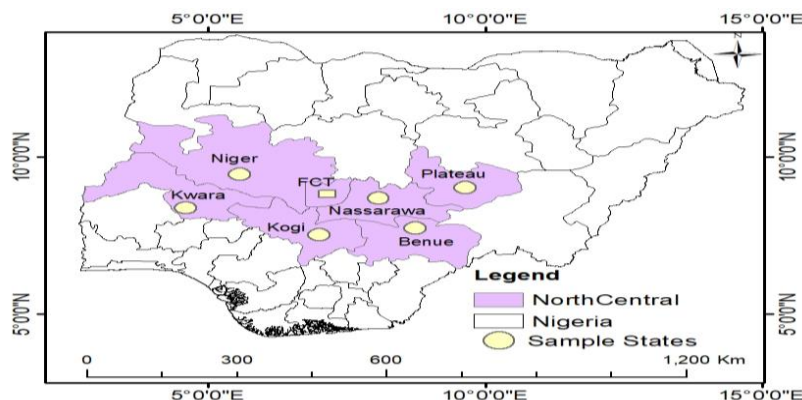 5°0'0"E 10°0'0"E 15°0'0"E
10°0'0"N 10°0'0"N
5°0'0"N 5°0'0"N
N
Niger
FCT
Plateau
Kwara
Nassarawa
Kogi
Benue
Legend
NorthCentral
Nigeria
Sample States
0 300 600 1,200 Km
5°0'0"E 10°0'0"E 15°0'0"E